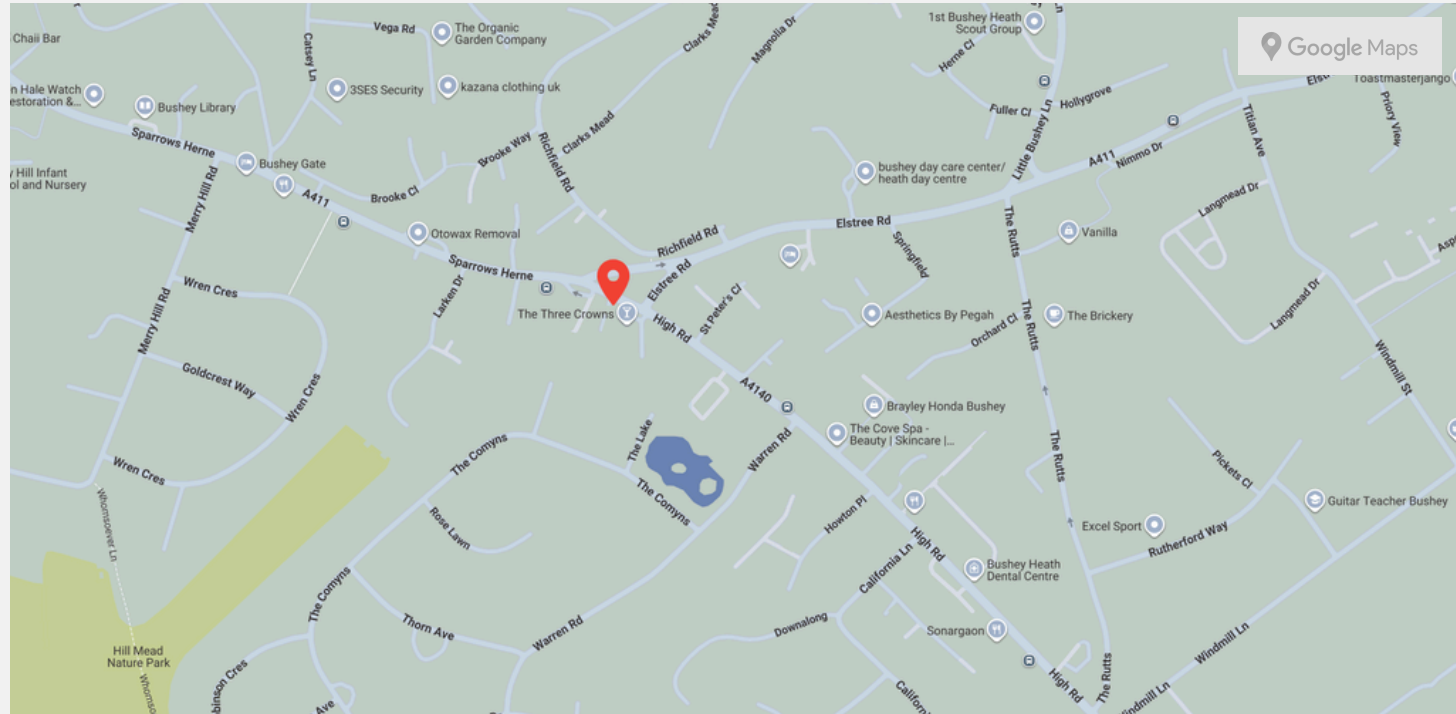 Chaii Bar
Vega Rd
The Organic
Garden Company
Catsey Ln
Clarks Mead
Magnolia Dr
1st Bushey Heath
Scout Group
Herne Cl
Google Maps
n Hale Watch
estoration &...
Bushey Library
3SES Security
kazana clothing uk
Fuller Cl
Hollygrove
Toastmasterjango
Priory View
Sparrows Herne
Bushey Gate
Brooke Way
Richfield Rd
Clarks Mead
Little Bushey Ln
A411
Nimmo Dr
Titian Ave
y Hill Infant
ol and Nursery
Merry Hill Rd
A411
Brooke Cl
bushey day care center/
heath day centre
Langmead Dr
Otowax Removal
Richfield Rd
Elstree Rd
Springfield
The Rutts
Vanilla
Sparrows Herne
Elstree Rd
Wren Cres
Larken Dr
Merry Hill Rd
The Three Crowns
High Rd
St Peter's Cl
Aesthetics By Pegah
Orchard Cl
The Rutts
The Brickery
Langmead Dr
Goldcrest Way
Wren Cres
A4140
Windmill St
Brayley Honda Bushey
The Cove Spa -
Beauty | Skincare |...
The Lake
Warren Rd
The Comyns
The Rutts
Wren Cres
The Comyns
Pickets Cl
Whomsoever Ln
Rose Lawn
Howton Pl
Guitar Teacher Bushey
Excel Sport
Rutherford Way
High Rd
California Ln
Bushey Heath
Dental Centre
The Comyns
Thorn Ave
Warren Rd
Downalong
Sonargaon
Windmill Ln
Hill Mead
Nature Park
High Rd
The Rutts
Windmill Ln
Ave